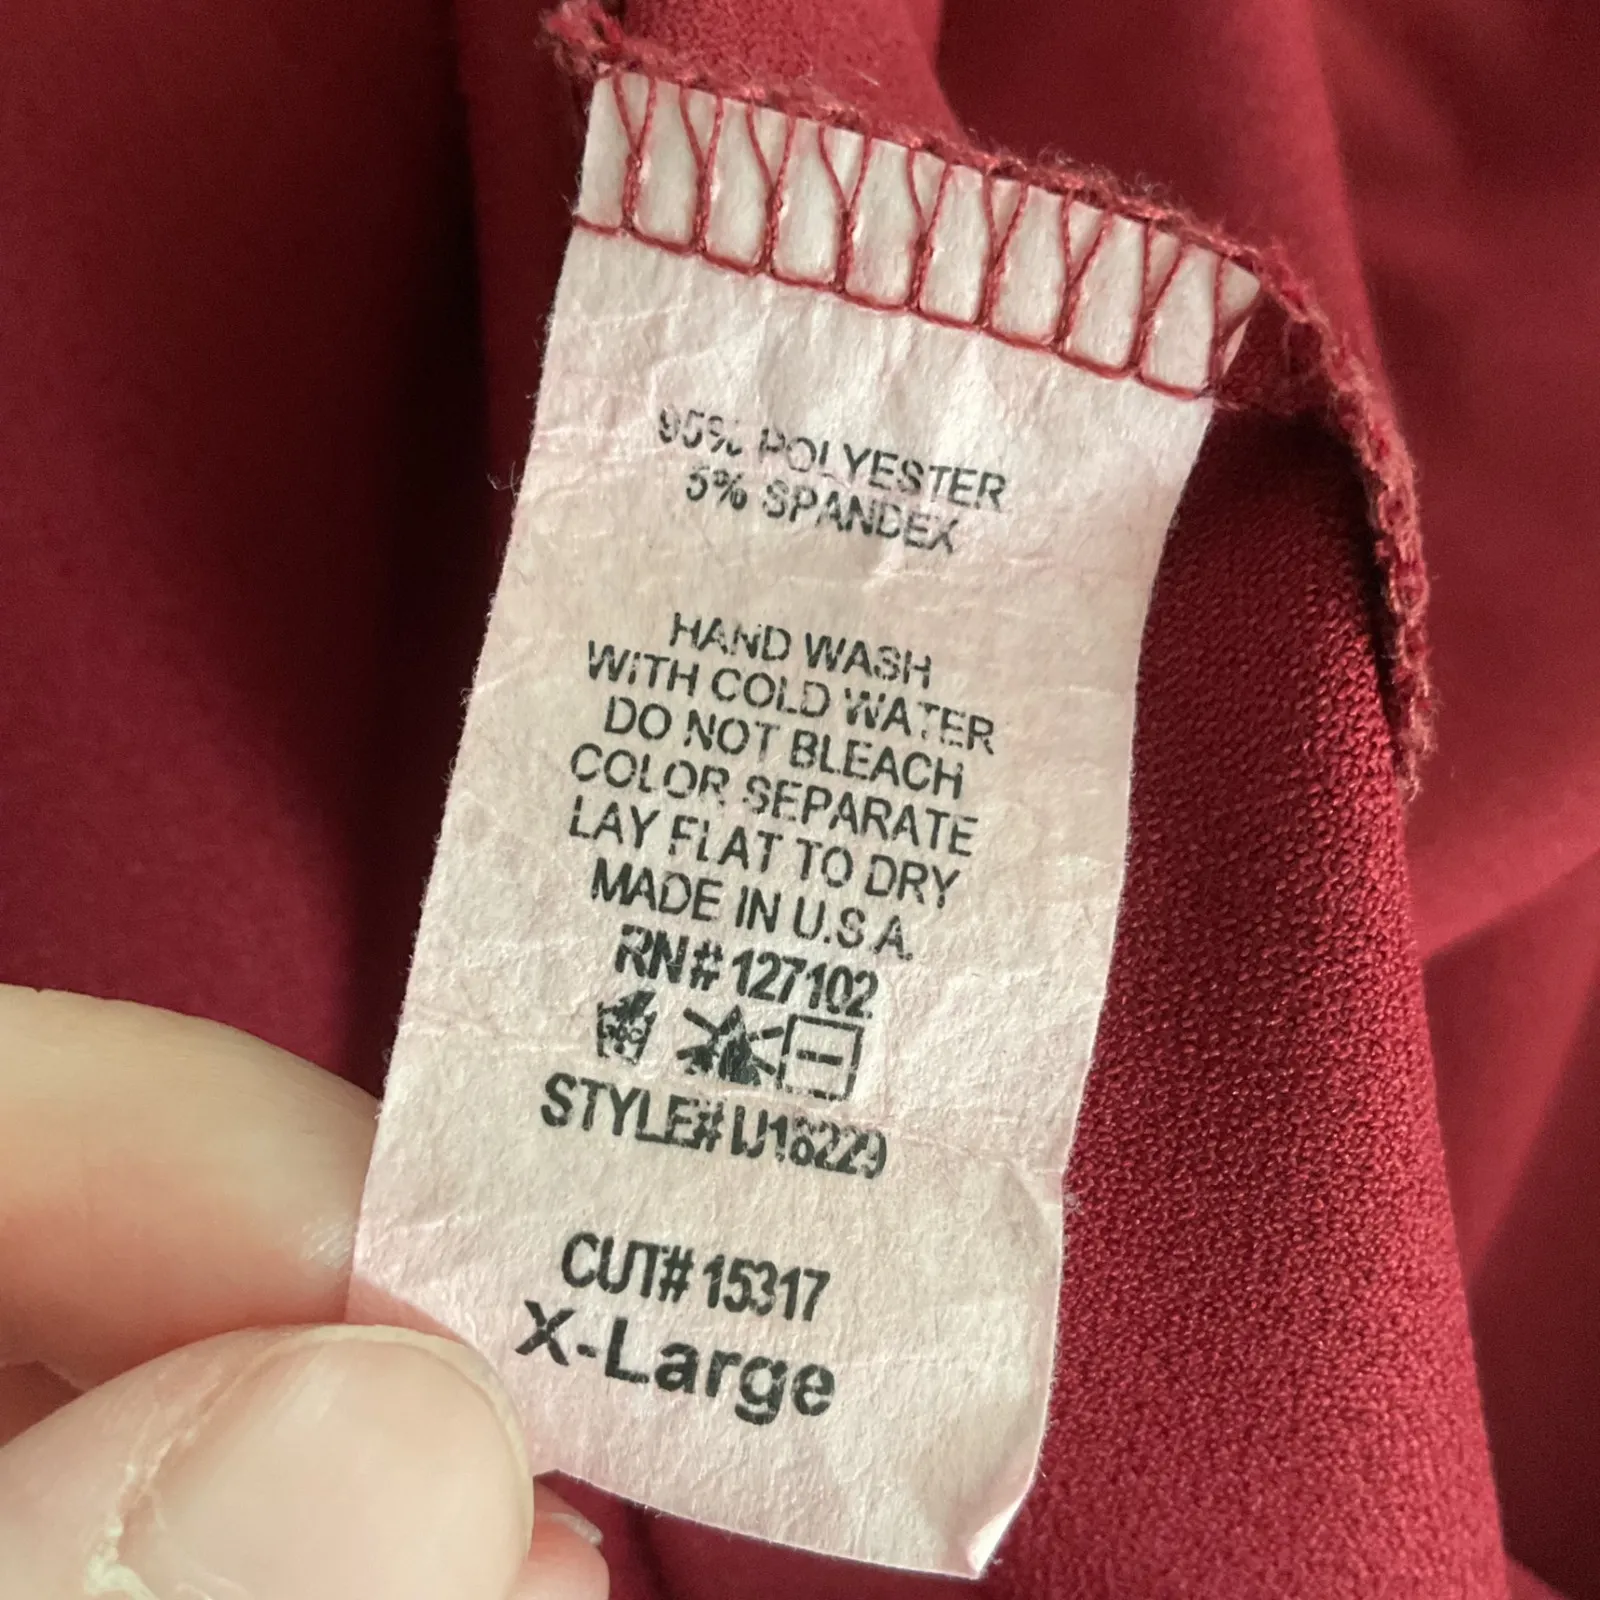 95% POLYESTER
5% SPANDEX
HAND WASH
WITH COLD WATER
DO NOT BLEACH
COLOR SEPARATE
LAY FLAT TO DRY
MADE IN U.S.A.
RN# 127102
STYLE#
CUT# 15317
X-Large